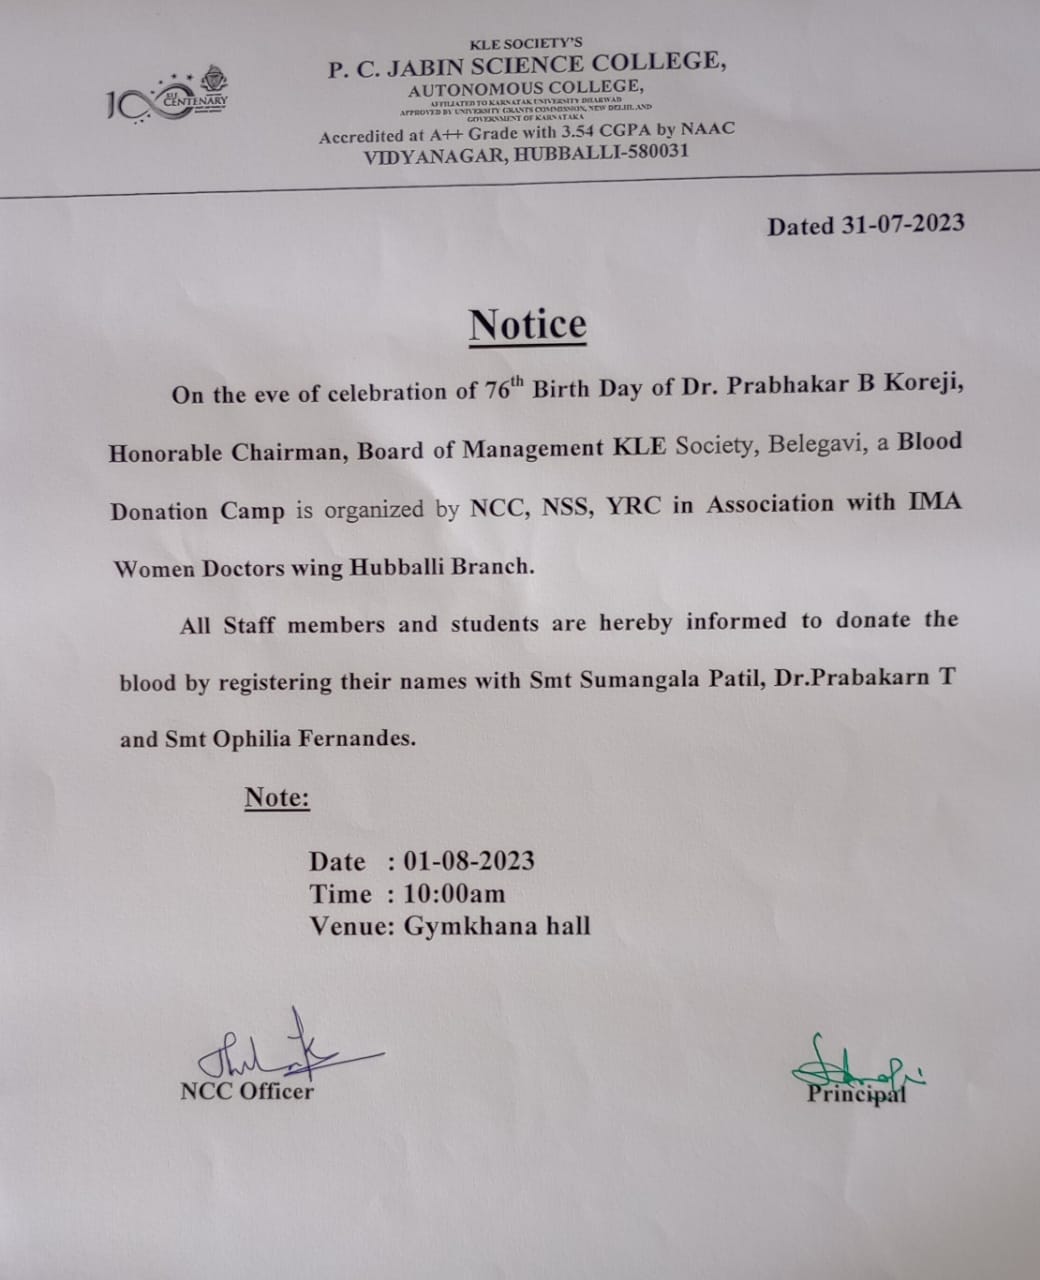 KLE SOCIETY'S
P. C. JABIN SCIENCE COLLEGE,
AUTONOMOUS COLLEGE,
AFFILIATED TO KARNATAK UNIVERSITY DHARWAD
APPROVED BY UNIVERSITY GRANTS COMMISSION, NEW DELHI, AND
GOVERNMENT OF KARNATAKA
Accredited at A++ Grade with 3.54 CGPA by NAAC
VIDYANAGAR, HUBBALLI-580031
100 KLE CENTENARY
Dated 31-07-2023
Notice
On the eve of celebration of 76th Birth Day of Dr. Prabhakar B Koreji,
Honorable Chairman, Board of Management KLE Society, Belegavi, a Blood
Donation Camp is organized by NCC, NSS, YRC in Association with IMA
Women Doctors wing Hubballi Branch.
All Staff members and students are hereby informed to donate the
blood by registering their names with Smt Sumangala Patil, Dr.Prabakarn T
and Smt Ophilia Fernandes.
Note:
Date : 01-08-2023
Time : 10:00am
Venue: Gymkhana hall
NCC Officer
Principal